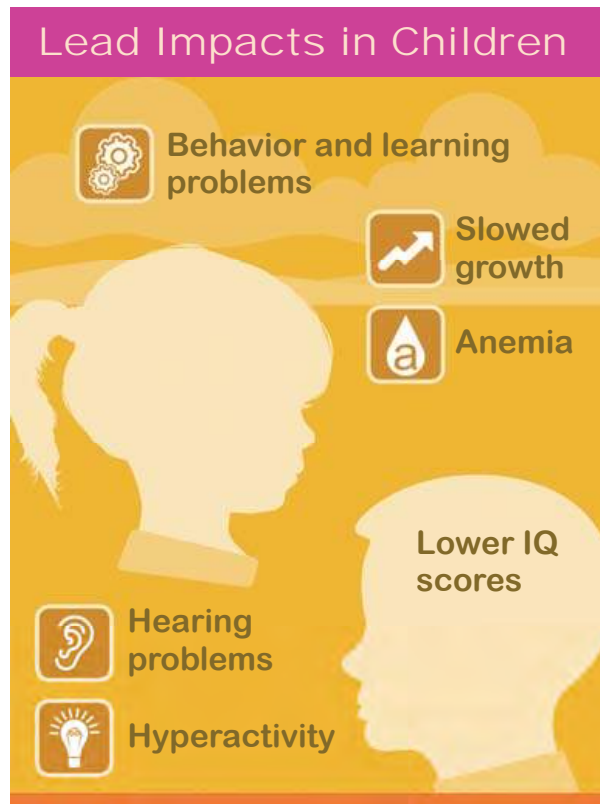 Lead Impacts in Children
Behavior and learning
problems
Slowed
growth
a
Anemia
Lower IQ
scores
Hearing
problems
Hyperactivity